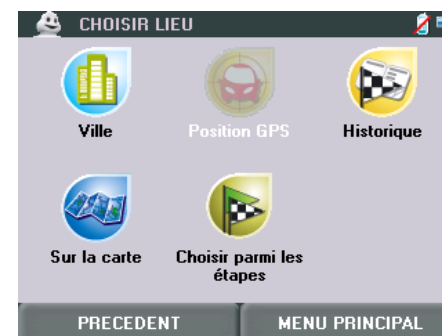 CHOISIR LIEU
Ville
Position GPS
Historique
Sur la carte
Choisir parmi les
étapes
PRECEDENT
MENU PRINCIPAL